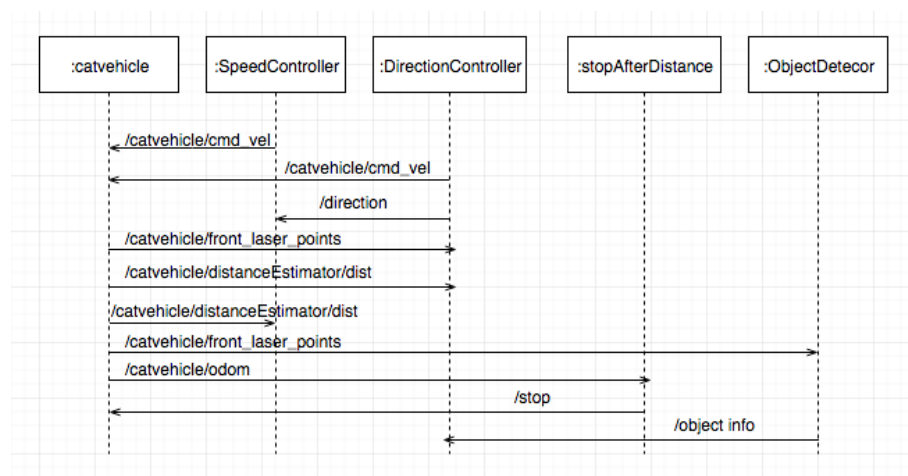 :catvehicle
:SpeedController
:DirectionController
:stopAfterDistance
:ObjectDetecor
/catvehicle/cmd_vel
/catvehicle/cmd_vel
/direction
/catvehicle/front_laser_points
/catvehicle/distanceEstimator/dist
/catvehicle/distanceEstimator/dist
/catvehicle/front_laser_points
/catvehicle/odom
/stop
/object info